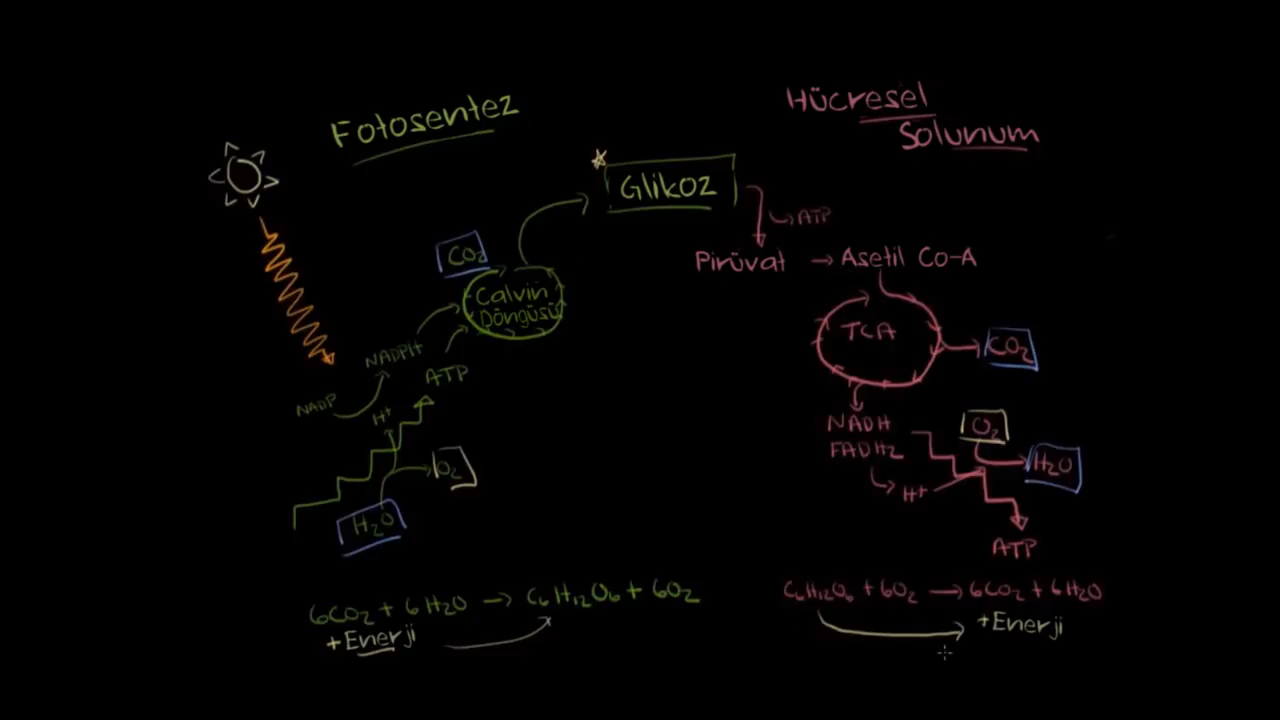 Fotosentez
CO₂
Calvin
Döngüsü
NADPH
ATP
NADP
H⁺
O₂
H₂O
6CO₂ + 6H₂O → C₆H₁₂O₆ + 6O₂
+Enerji
Glikoz
Hücresel
Solunum
ATP
Pirüvat → Asetil Co-A
TCA
CO₂
NADH
FADH₂
H⁺
O₂
H₂O
ATP
C₆H₁₂O₆ + 6O₂ → 6CO₂ + 6H₂O
+Enerji